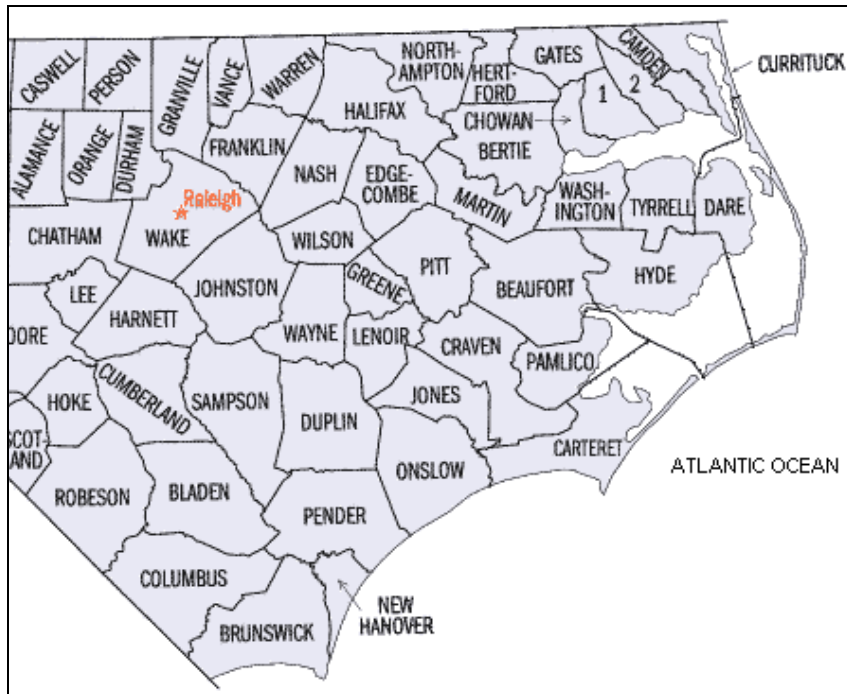 CASWELL
PERSON
GRANVILLE
VANCE
WARREN
NORTH-
AMPTON
HERT-
FORD
GATES
CAMDEN
CURRITUCK
1
2
HALIFAX
CHOWAN
BERTIE
ALAMANCE
ORANGE
DURHAM
FRANKLIN
NASH
EDGE-
COMBE
MARTIN
WASH-
INGTON
TYRRELL
DARE
Raleigh
WAKE
CHATHAM
WILSON
PITT
BEAUFORT
HYDE
LEE
JOHNSTON
GREENE
HARNETT
WAYNE
LENOIR
CRAVEN
PAMLICO
OORE
HOKE
CUMBERLAND
SAMPSON
DUPLIN
JONES
SCOT-
LAND
CARTERET
ONSLOW
ATLANTIC OCEAN
ROBESON
BLADEN
PENDER
COLUMBUS
NEW
HANOVER
BRUNSWICK